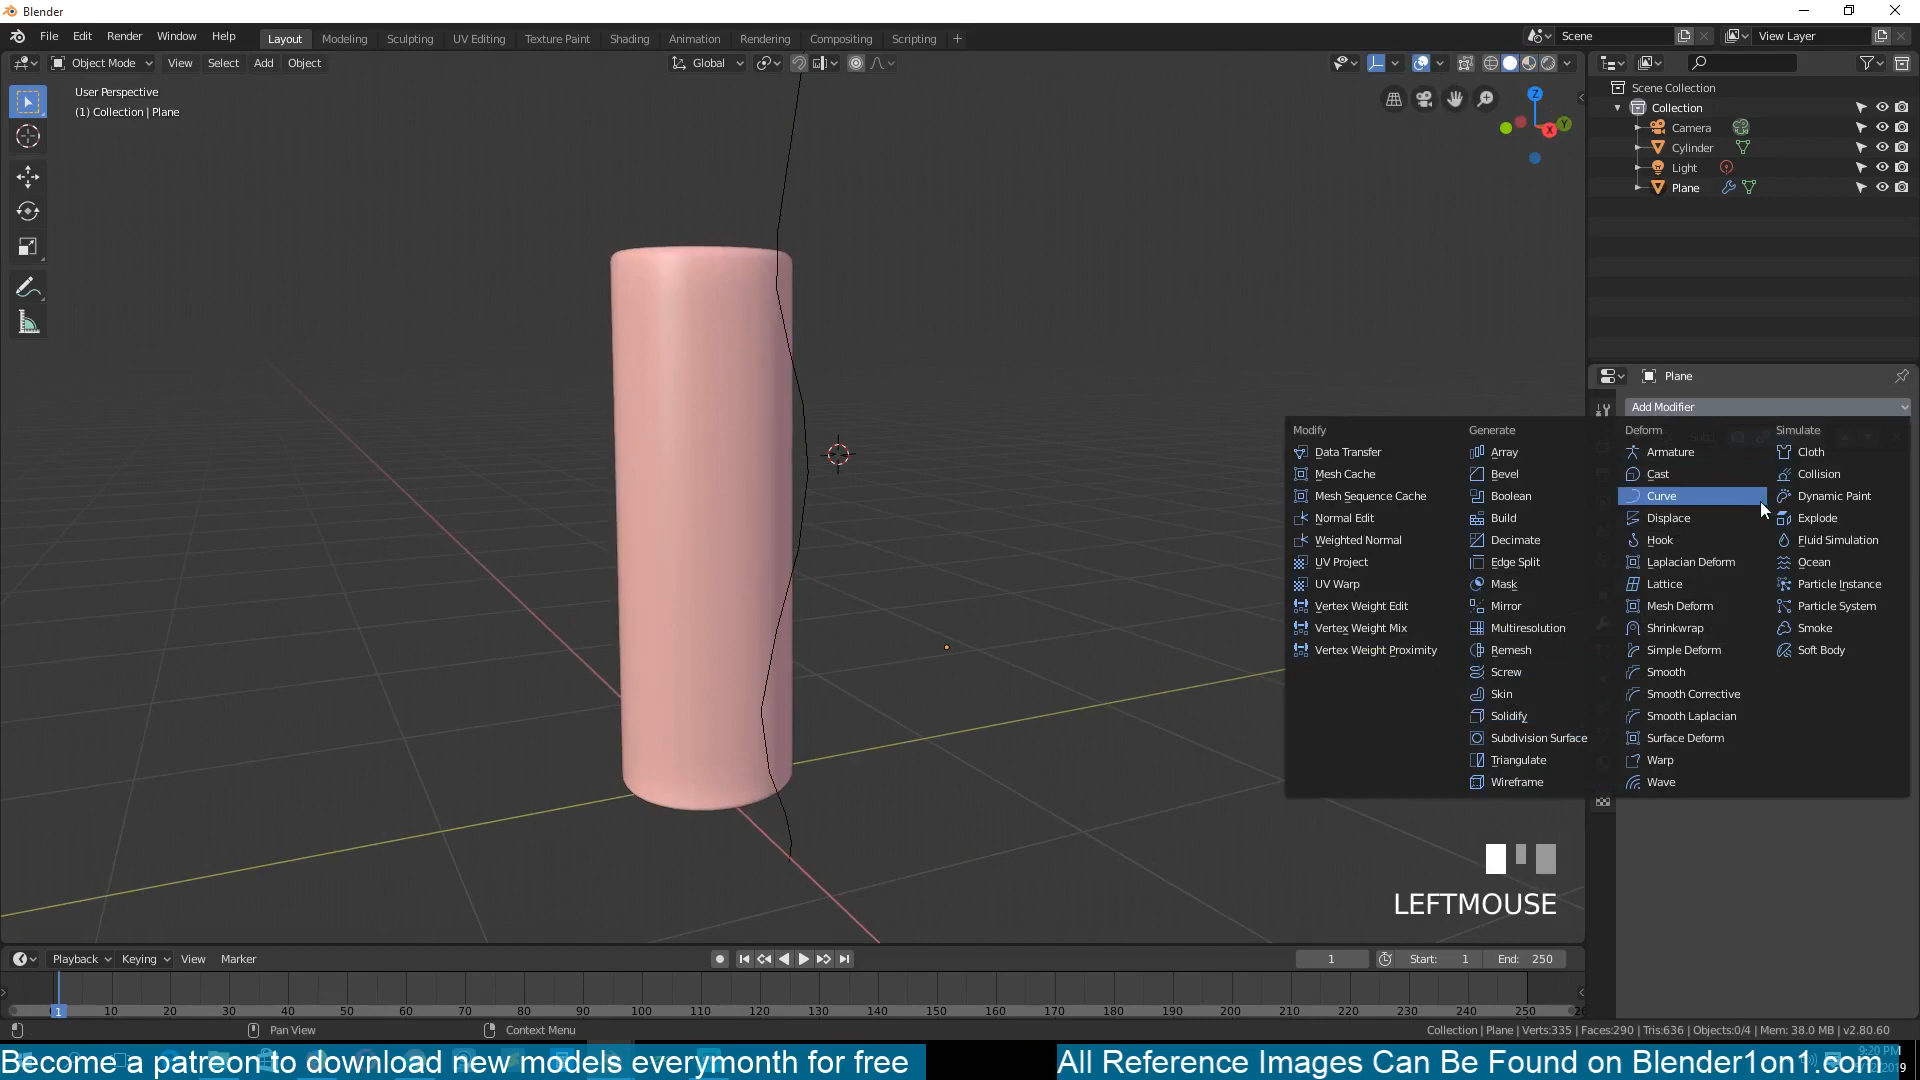 Blender
File Edit Render Window Help
Layout Modeling Sculpting UV Editing Texture Paint Shading Animation Rendering Compositing Scripting +
Scene View Layer
Object Mode View Select Add Object Global
User Perspective
(1) Collection | Plane
Z
X
Y
Scene Collection
Collection
Camera
Cylinder
Light
Plane
Plane
Add Modifier
Modify
Data Transfer
Mesh Cache
Mesh Sequence Cache
Normal Edit
Weighted Normal
UV Project
UV Warp
Vertex Weight Edit
Vertex Weight Mix
Vertex Weight Proximity
Generate
Array
Bevel
Boolean
Build
Decimate
Edge Split
Mask
Mirror
Multiresolution
Remesh
Screw
Skin
Solidify
Subdivision Surface
Triangulate
Wireframe
Deform
Armature
Cast
Curve
Displace
Hook
Laplacian Deform
Lattice
Mesh Deform
Shrinkwrap
Simple Deform
Smooth
Smooth Corrective
Smooth Laplacian
Surface Deform
Warp
Wave
Simulate
Cloth
Collision
Dynamic Paint
Explode
Fluid Simulation
Ocean
Particle Instance
Particle System
Smoke
Soft Body
LEFTMOUSE
Playback Keying View Marker
1 Start: 1 End: 250
1 10 20 30 40 50 60 70 80 90 100 110 120 130 140 150 160 170 180 190 200 210 220 230 240 250
Pan View Context Menu
Collection | Plane | Verts:335 | Faces:290 | Tris:636 | Objects:0/4 | Mem: 38.0 MB | v2.80.60
Become a patreon to download new models everymonth for free
All Reference Images Can Be Found on Blender1on1.com
9:20 PM